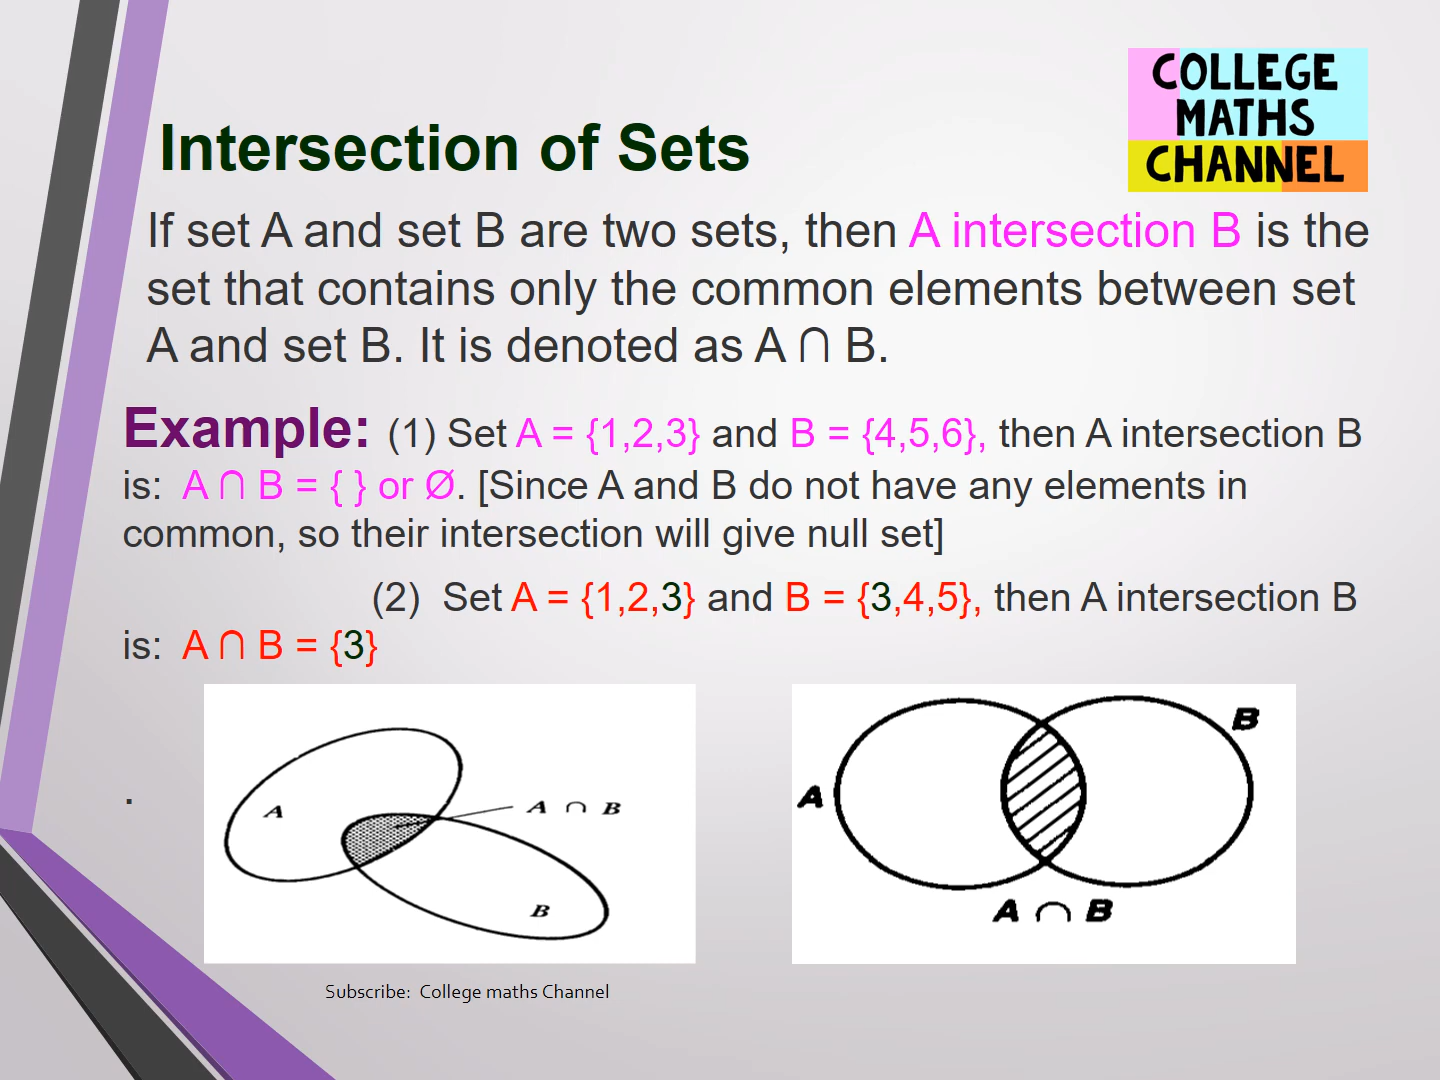 COLLEGE
MATHS
CHANNEL
Intersection of Sets
If set A and set B are two sets, then A intersection B is the
set that contains only the common elements between set
A and set B. It is denoted as A ∩ B.
Example: (1) Set A = {1,2,3} and B = {4,5,6}, then A intersection B
is: A ∩ B = { } or Ø. [Since A and B do not have any elements in
common, so their intersection will give null set]
(2) Set A = {1,2,3} and B = {3,4,5}, then A intersection B
is: A ∩ B = {3}
.
A
A ∩ B
B
A
B
A ∩ B
Subscribe: College maths Channel